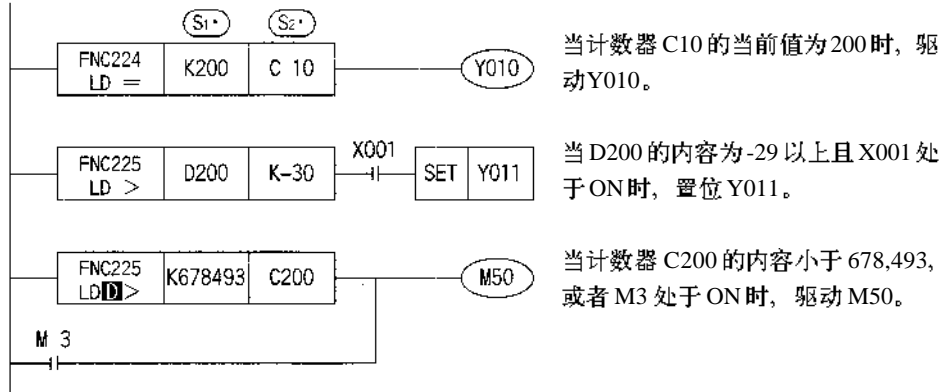 S1· S2·
FNC224
LD =
K200
C 10
Y010
当计数器 C10 的当前值为 200 时，驱
动Y010。
FNC225
LD >
D200
K-30
X001
SET
Y011
当 D200 的内容为 -29 以上且 X001 处
于 ON 时，置位 Y011。
FNC225
LDD>
K678493
C200
M50
当计数器 C200 的内容小于 678,493,
或者 M3 处于 ON 时，驱动 M50。
M 3